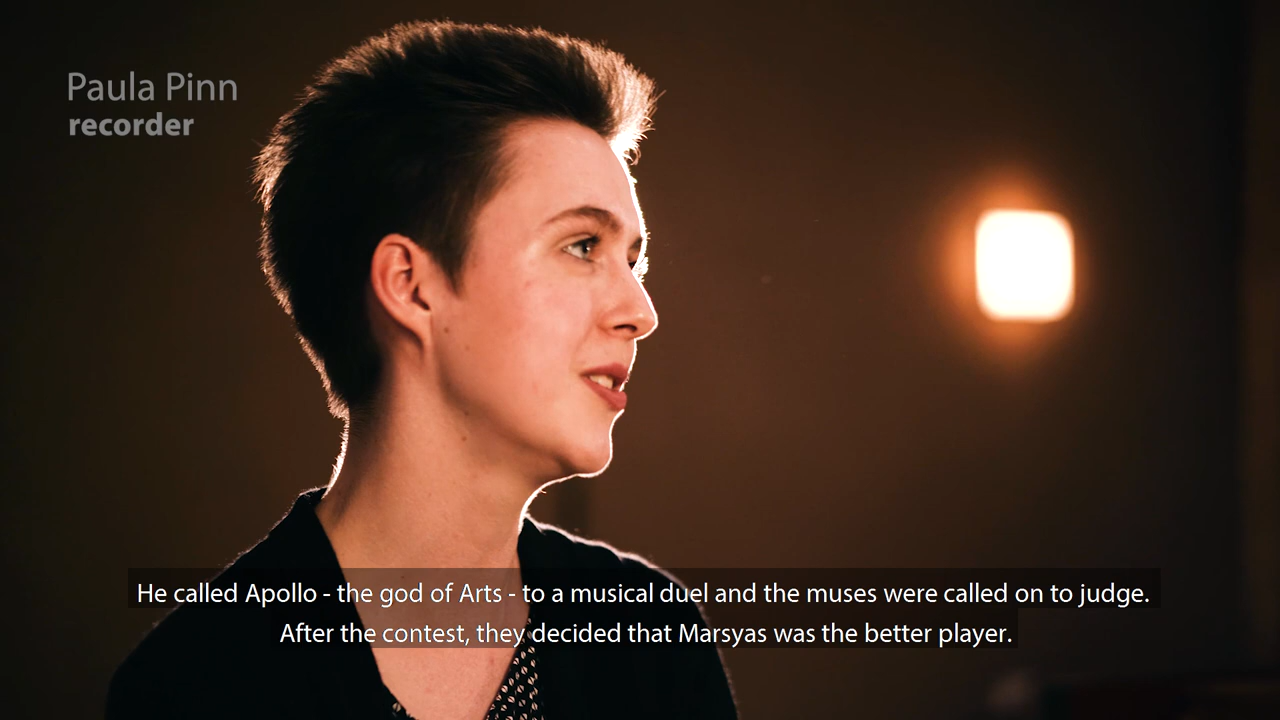 Paula Pinn
recorder
He called Apollo - the god of Arts - to a musical duel and the muses were called on to judge.
After the contest, they decided that Marsyas was the better player.